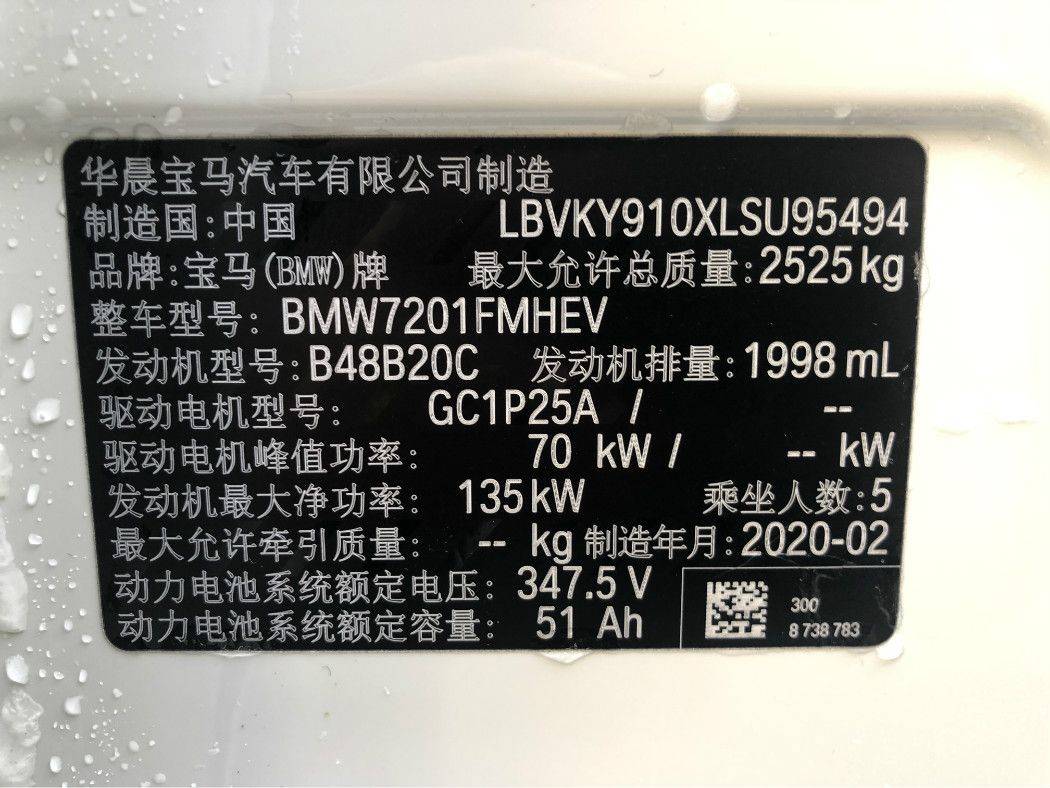 华晨宝马汽车有限公司制造
制造国:中国 LBVKY910XLSU95494
品牌:宝马(BMW)牌 最大允许总质量:2525kg
整车型号: BMW7201FMHEV
发动机型号:B48B20C 发动机排量:1998 mL
驱动电机型号: GC1P25A / --
驱动电机峰值功率: 70 kW / -- kW
发动机最大净功率: 135kW 乘坐人数:5
最大允许牵引质量: -- kg 制造年月:2020-02
动力电池系统额定电压: 347.5 V
动力电池系统额定容量: 51 Ah
300
8 738 783